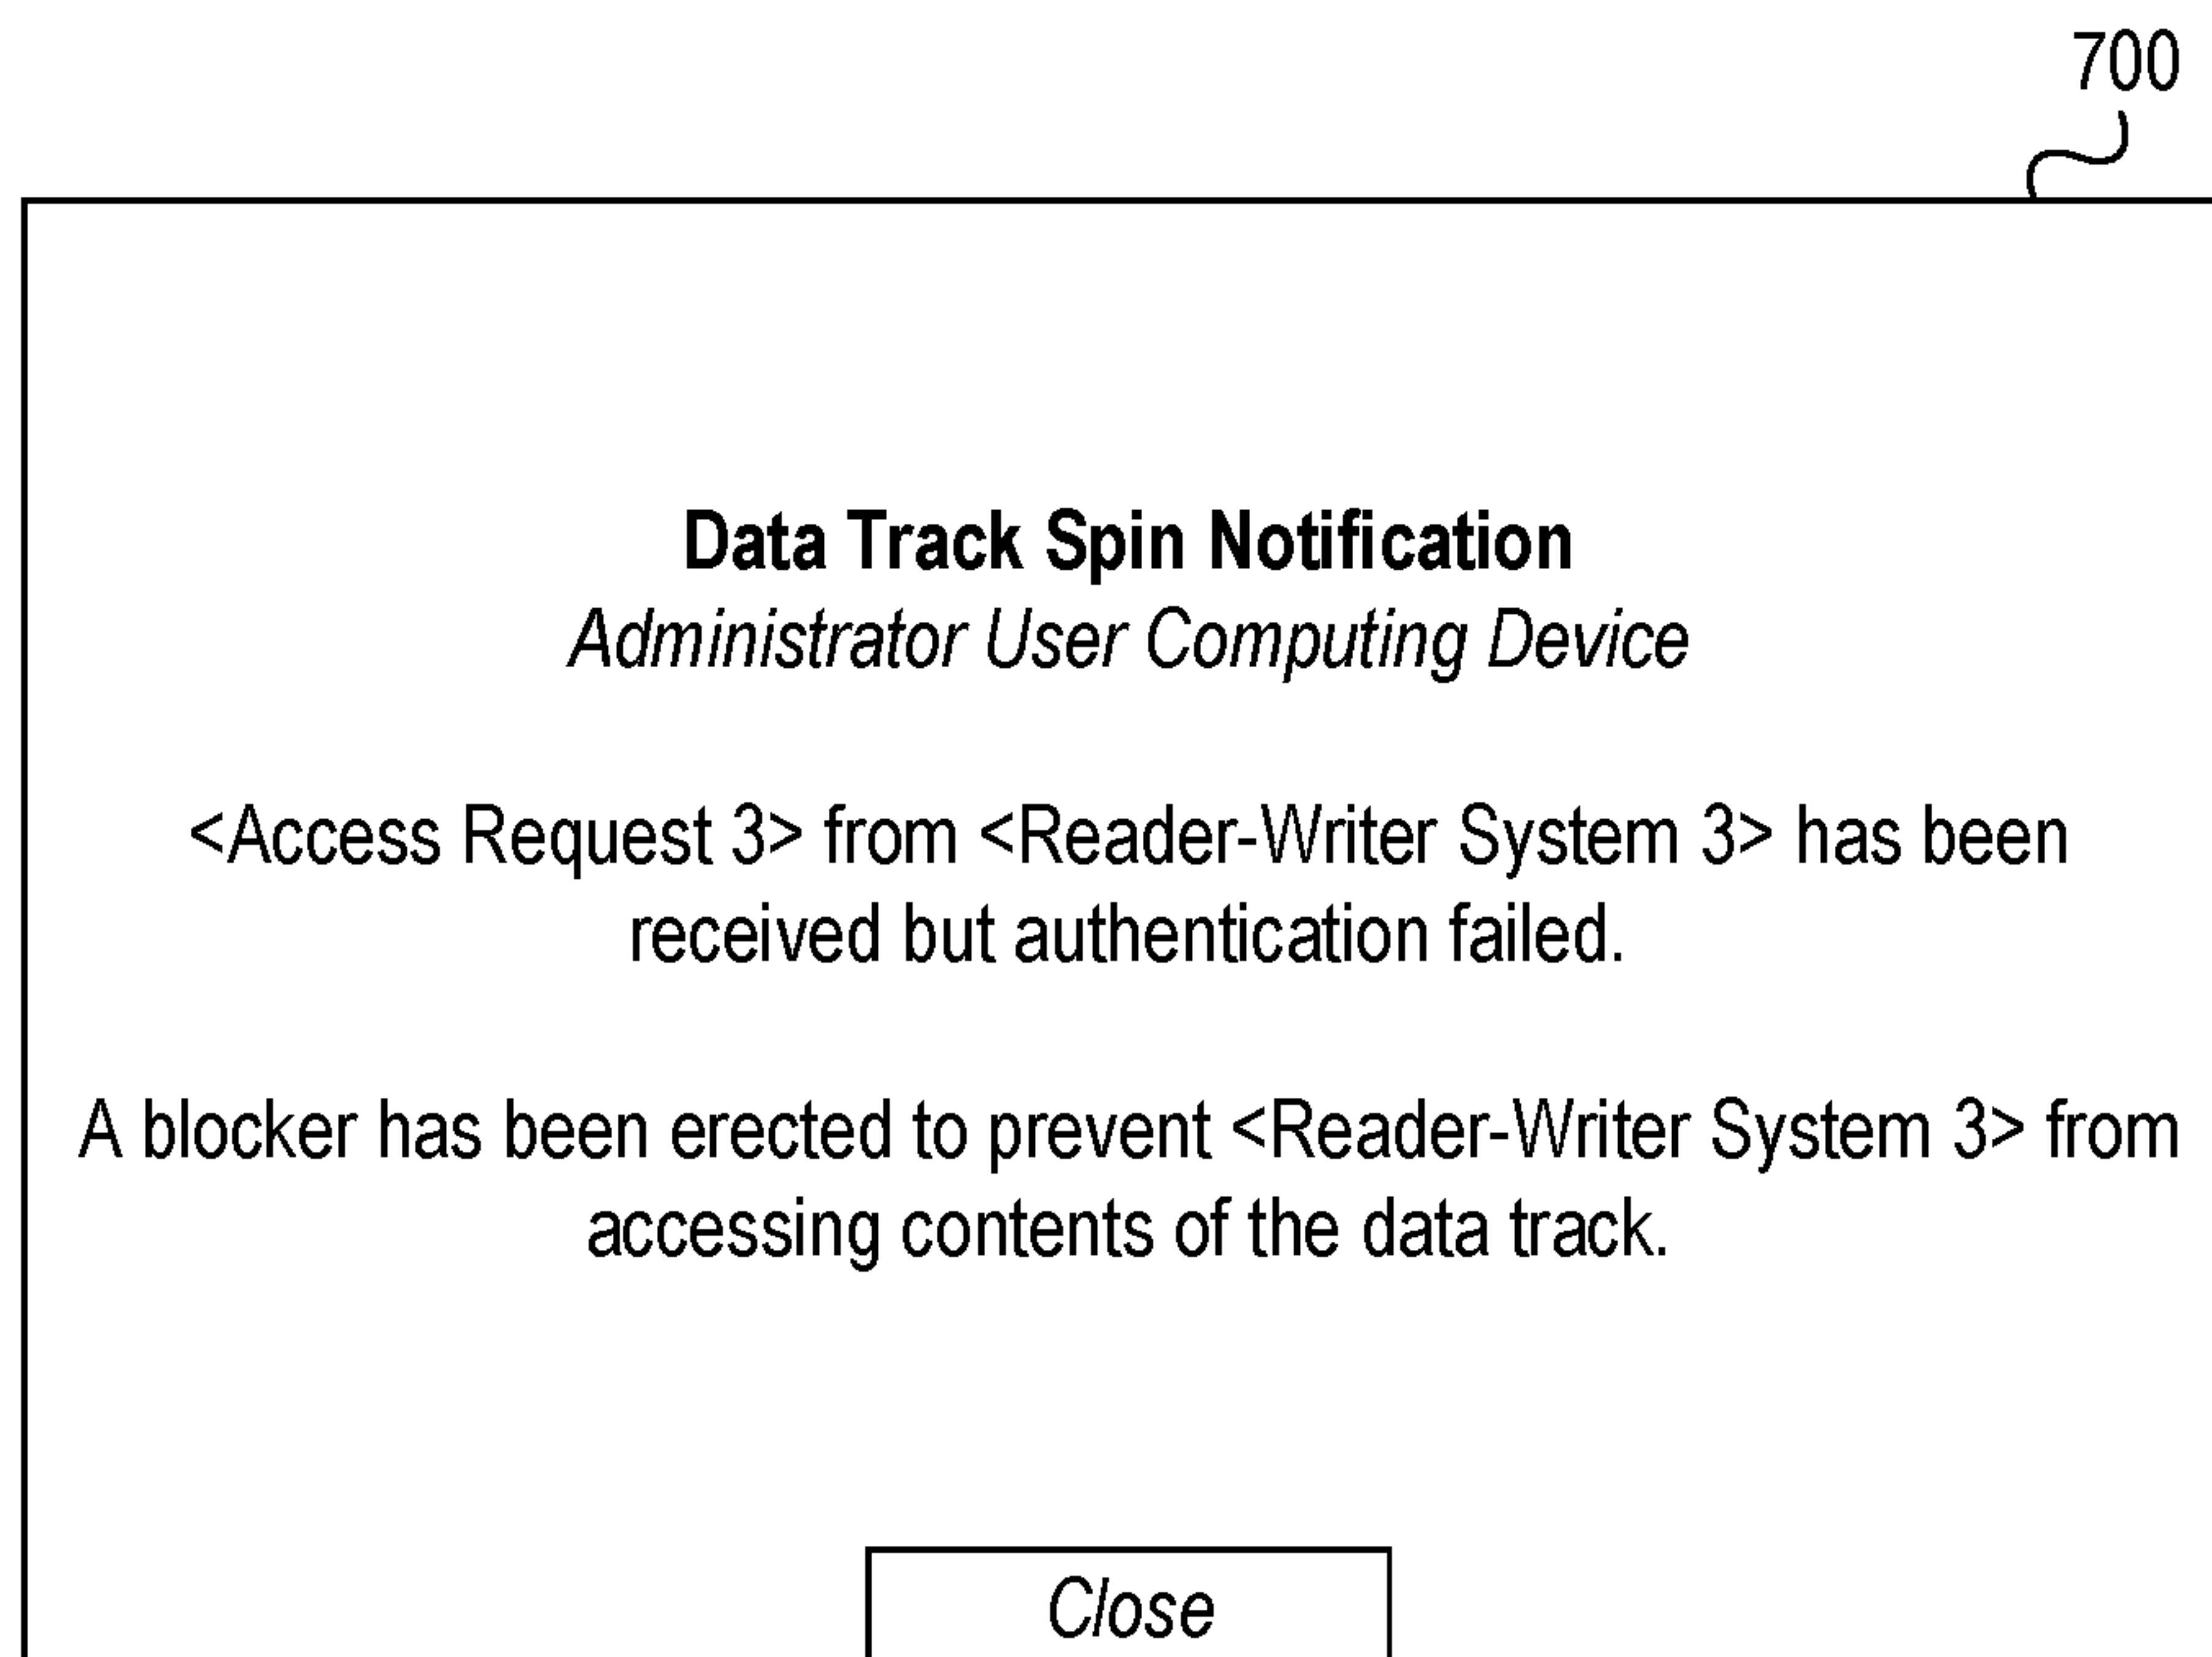 700
Data Track Spin Notification
Administrator User Computing Device
<Access Request 3> from <Reader-Writer System 3> has been
received but authentication failed.
A blocker has been erected to prevent <Reader-Writer System 3> from
accessing contents of the data track.
Close